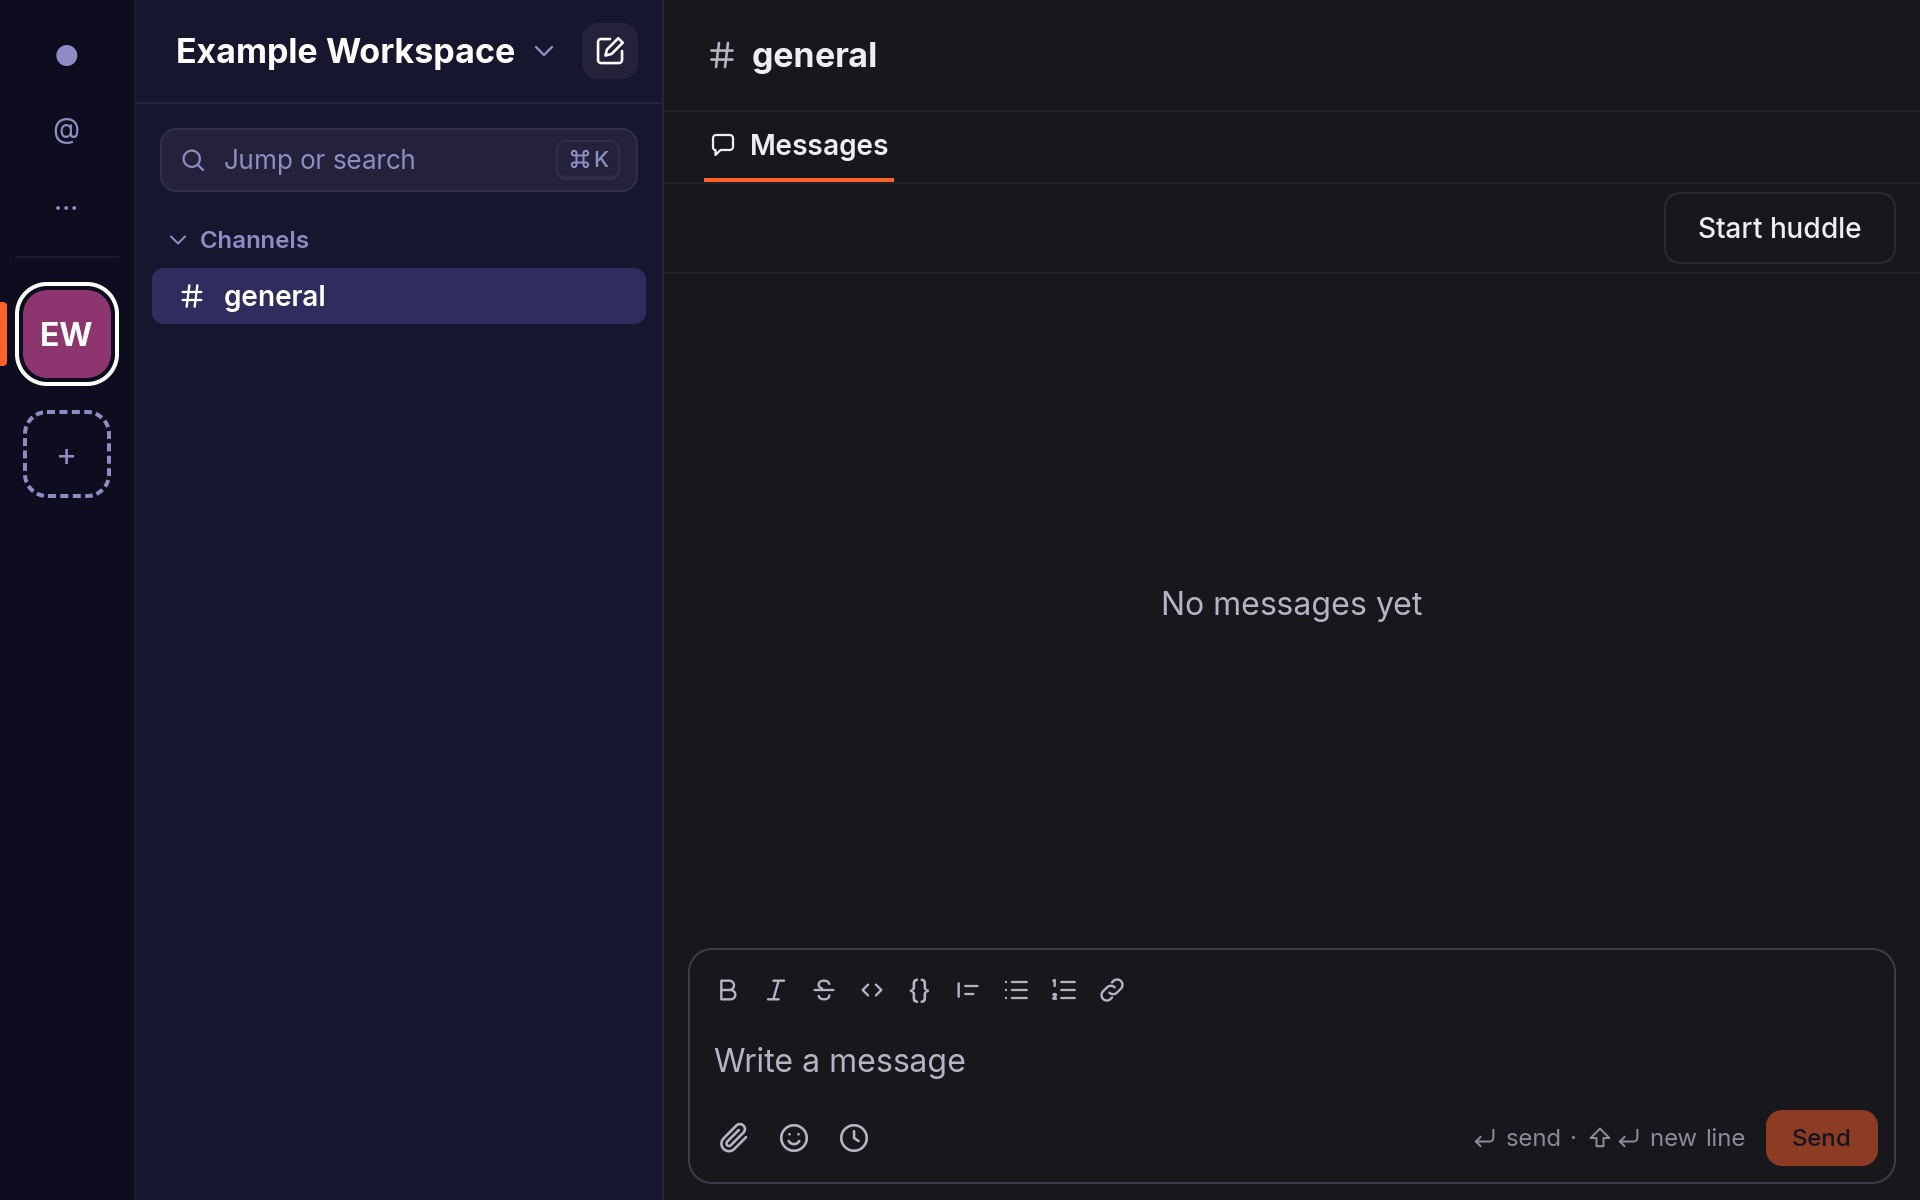 @
...
EW
+
Example Workspace
Jump or search
⌘K
Channels
# general
# general
Messages
Start huddle
No messages yet
Write a message
send · new line
Send